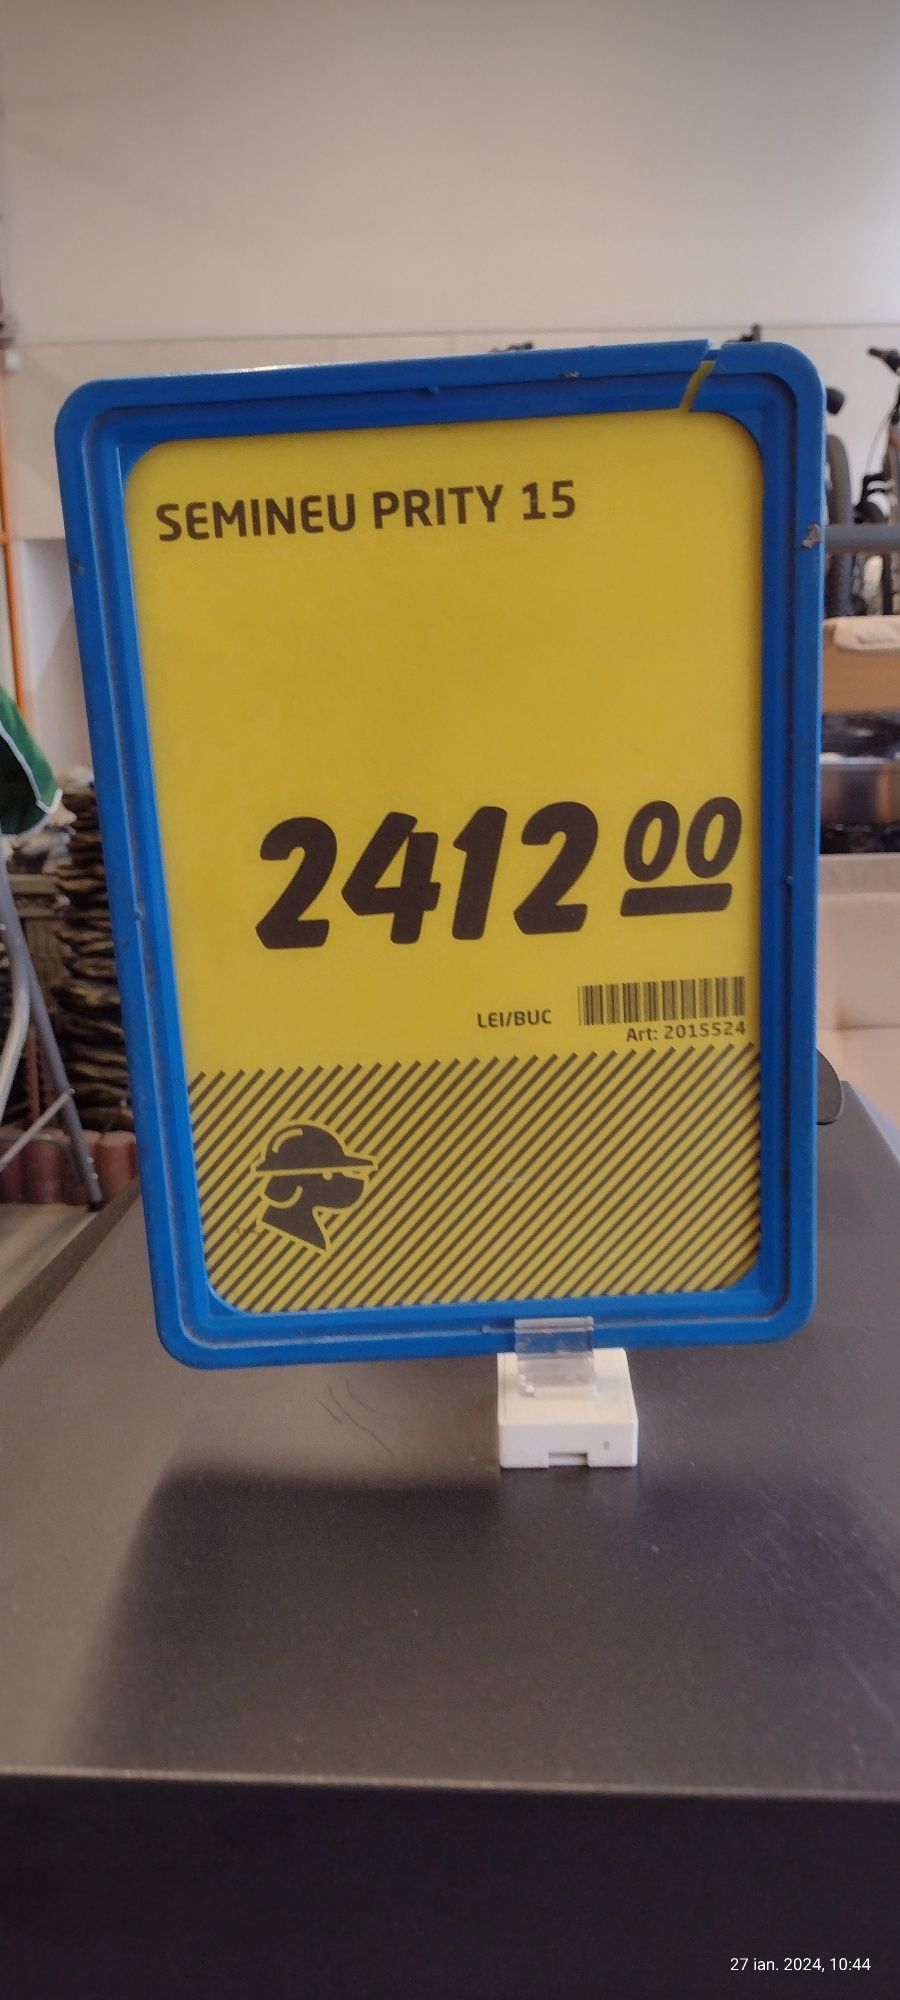 SEMINEU PRITY 15
2412 00
LEI/BUC
Art: 2015524
27 ian. 2024, 10:44